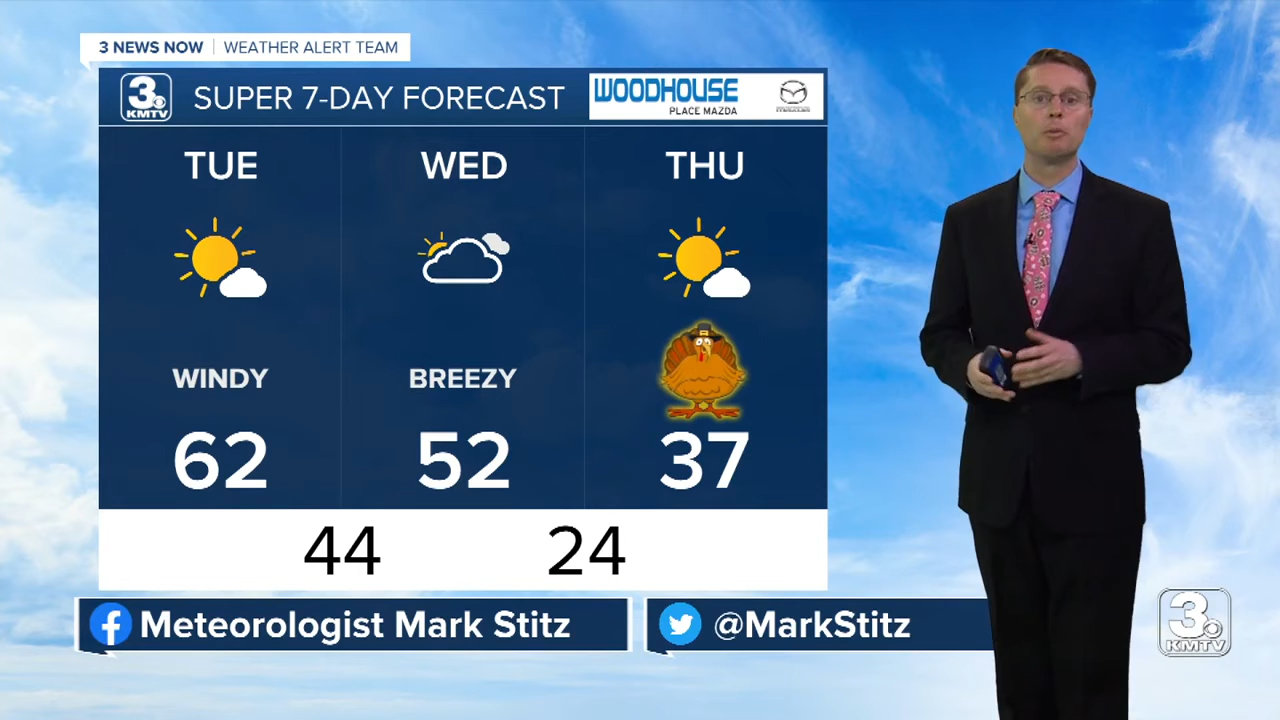 3 NEWS NOW | WEATHER ALERT TEAM
3 KMTV
SUPER 7-DAY FORECAST
WOODHOUSE
PLACE MAZDA
TUE WED THU
WINDY BREEZY
62 52 37
44 24
Meteorologist Mark Stitz
@MarkStitz
3 KMTV